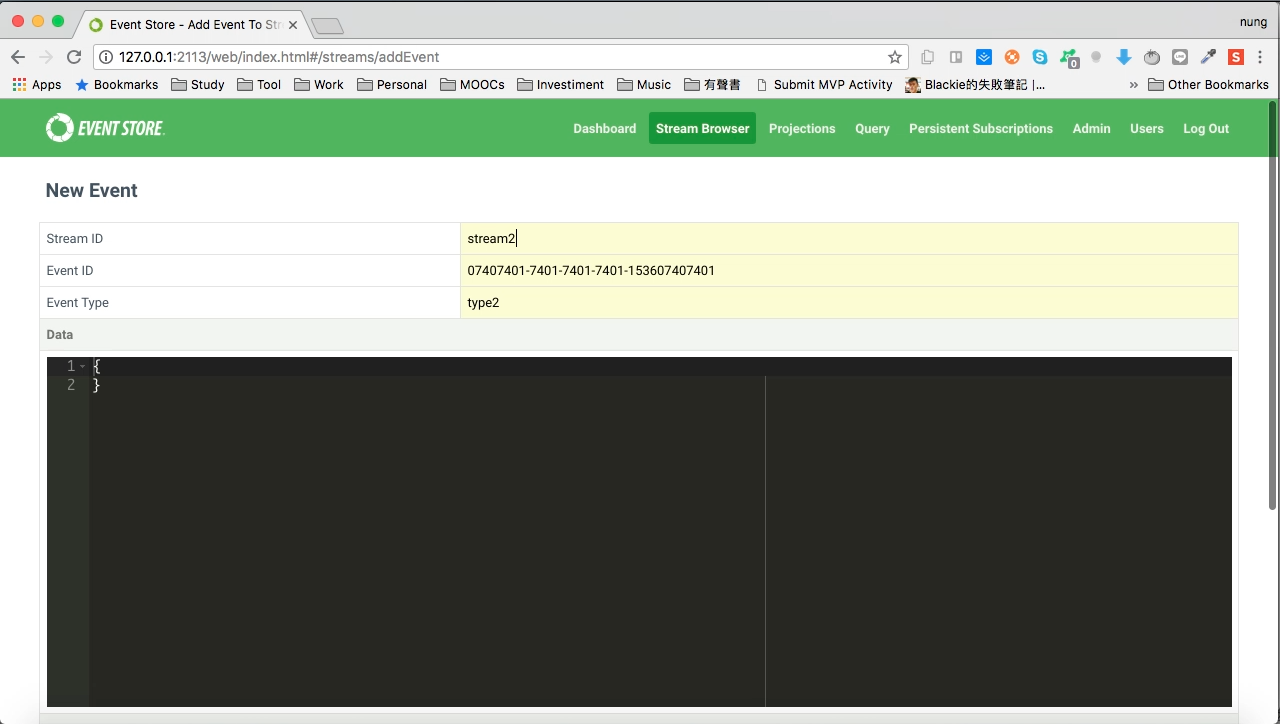 Event Store - Add Event To Str
nung
127.0.0.1:2113/web/index.html#/streams/addEvent
0
S
Apps Bookmarks Study Tool Work Personal MOOCs Investiment Music 有聲書 Submit MVP Activity Blackie的失敗筆記 |... » Other Bookmarks
EVENT STORE.
Dashboard Stream Browser Projections Query Persistent Subscriptions Admin Users Log Out
New Event
Stream ID stream2
Event ID 07407401-7401-7401-7401-153607407401
Event Type type2
Data
1 {
2 }